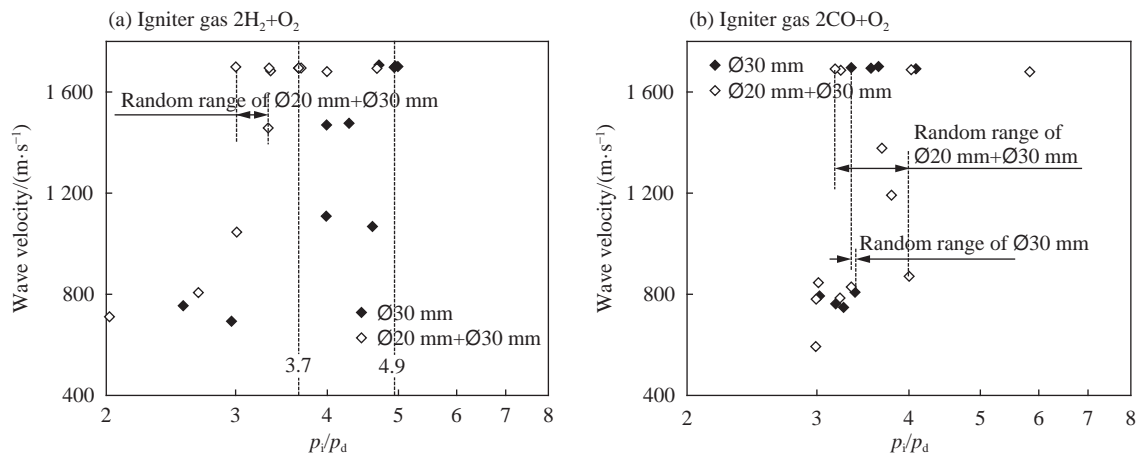 (a) Igniter gas 2H₂+O₂
1 600
1 200
800
400
Wave velocity/(m·s⁻¹)
Random range of Ø20 mm+Ø30 mm
Ø30 mm
Ø20 mm+Ø30 mm
3.7
4.9
2
3
4
5
6
7
8
pᵢ/p_d
(b) Igniter gas 2CO+O₂
Ø30 mm
Ø20 mm+Ø30 mm
1 600
1 200
800
400
Wave velocity/(m·s⁻¹)
Random range of
Ø20 mm+Ø30 mm
Random range of Ø30 mm
2
3
4
5
6
7
8
pᵢ/p_d